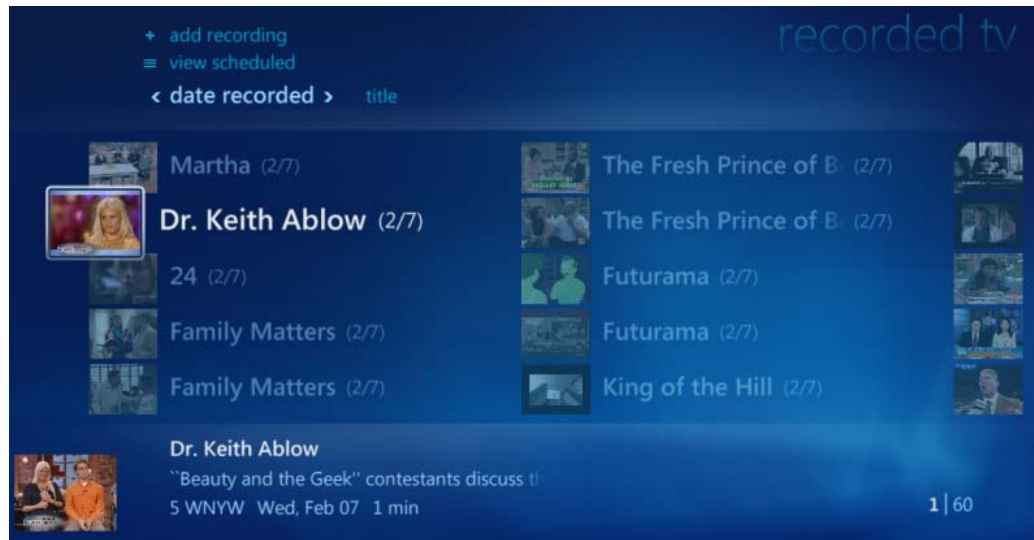 recorded tv
+ add recording
≡ view scheduled
< date recorded > title
Martha (2/7)
Dr. Keith Ablow (2/7)
24 (2/7)
Family Matters (2/7)
Family Matters (2/7)
The Fresh Prince of B (2/7)
The Fresh Prince of B (2/7)
Futurama (2/7)
Futurama (2/7)
King of the Hill (2/7)
Dr. Keith Ablow
``Beauty and the Geek'' contestants discuss th
5 WNYW Wed, Feb 07 1 min
1|60